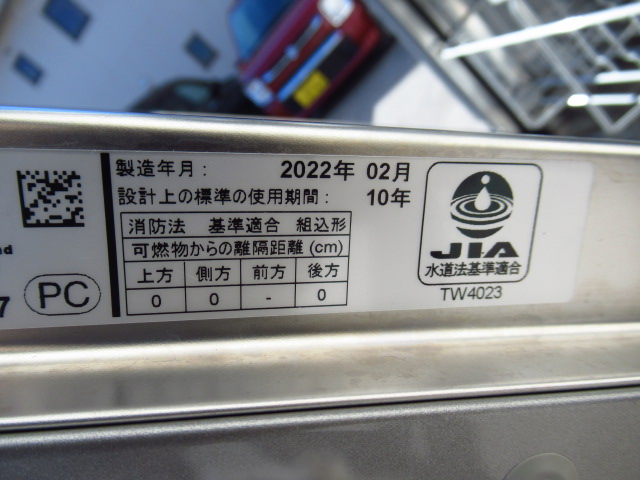 製造年月: 2022年 02月
設計上の標準の使用期間: 10年
消防法 基準適合 組込形
可燃物からの離隔距離(cm)
上方 側方 前方 後方
0 0 - 0
JIA
水道法基準適合
TW4023
7 PC